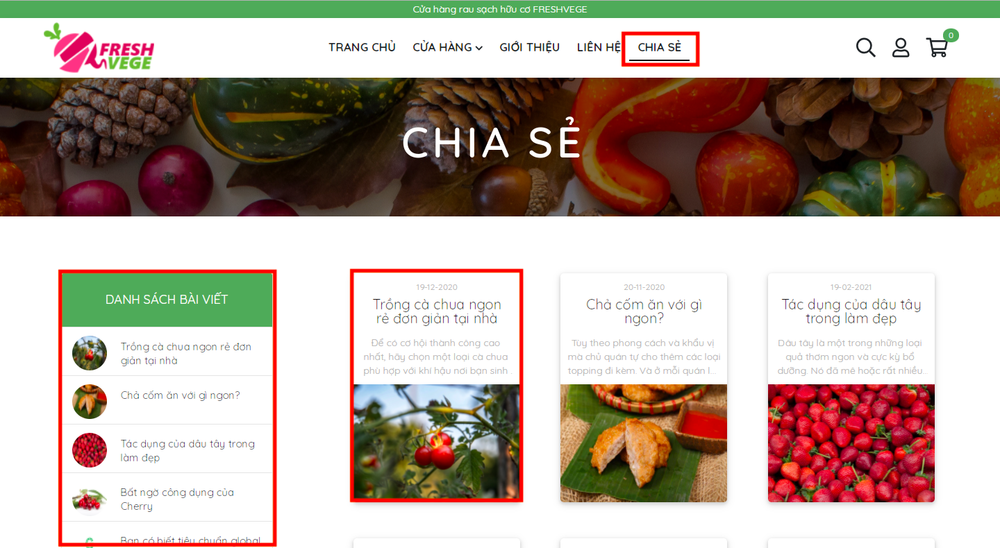 Cửa hàng rau sạch hữu cơ FRESHVEGE
FRESH
VEGE
TRANG CHỦ CỬA HÀNG GIỚI THIỆU LIÊN HỆ CHIA SẺ
0
CHIA SẺ
DANH SÁCH BÀI VIẾT
Trồng cà chua ngon rẻ đơn
giản tại nhà
Chả cốm ăn với gì ngon?
Tác dụng của dâu tây trong
làm đẹp
Bất ngờ công dụng của
Cherry
Bạn có biết tiêu chuẩn global
19-12-2020
Trồng cà chua ngon
rẻ đơn giản tại nhà
Để có cơ hội thành công cao
nhất, hãy chọn một loại cà chua
phù hợp với khí hậu nơi bạn sinh .
20-11-2020
Chả cốm ăn với gì
ngon?
Tùy theo phong cách và khẩu vị
mà chủ quán tự cho thêm các loại
topping đi kèm. Và ở mỗi quán l...
19-02-2021
Tác dụng của dâu tây
trong làm đẹp
Dâu tây là một trong những loại
quả thơm ngon và cực kỳ bổ
dưỡng. Nó đã mê hoặc rất nhiều...